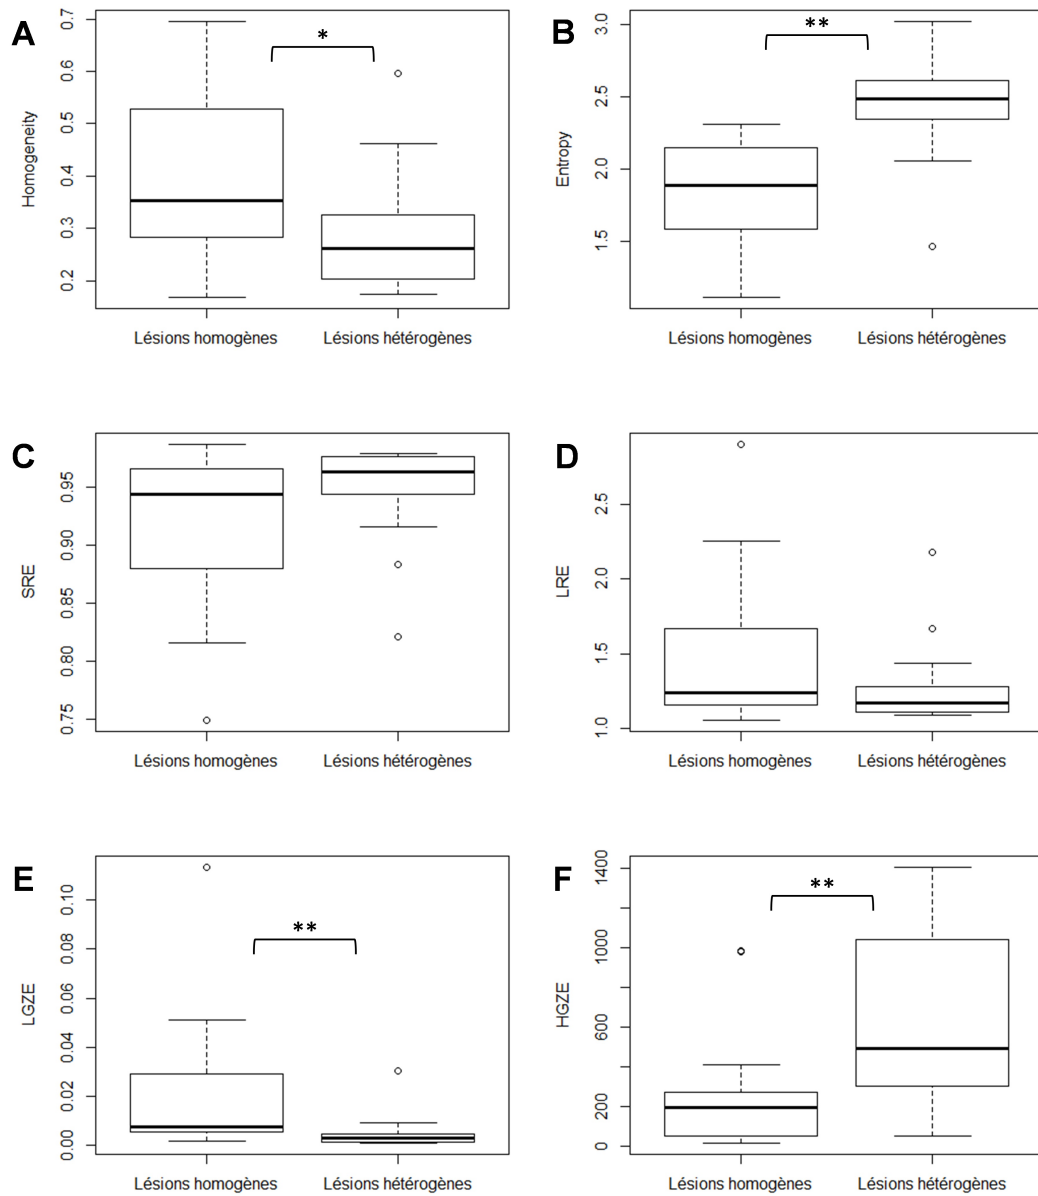 A
*
Homogeneity
0.2 0.3 0.4 0.5 0.6 0.7
Lésions homogènes Lésions hétérogènes
B
**
Entropy
1.5 2.0 2.5 3.0
Lésions homogènes Lésions hétérogènes
C
SRE
0.75 0.80 0.85 0.90 0.95
Lésions homogènes Lésions hétérogènes
D
LRE
1.0 1.5 2.0 2.5
Lésions homogènes Lésions hétérogènes
E
**
LGZE
0.00 0.02 0.04 0.06 0.08 0.10
Lésions homogènes Lésions hétérogènes
F
**
HGZE
0 200 600 1000 1400
Lésions homogènes Lésions hétérogènes